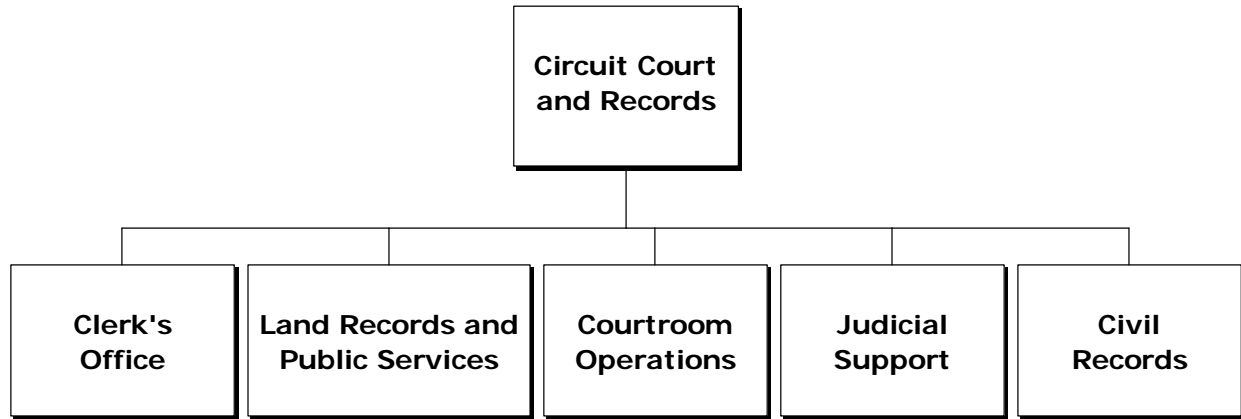 Circuit Court
and Records
Clerk's
Office
Land Records and
Public Services
Courtroom
Operations
Judicial
Support
Civil
Records